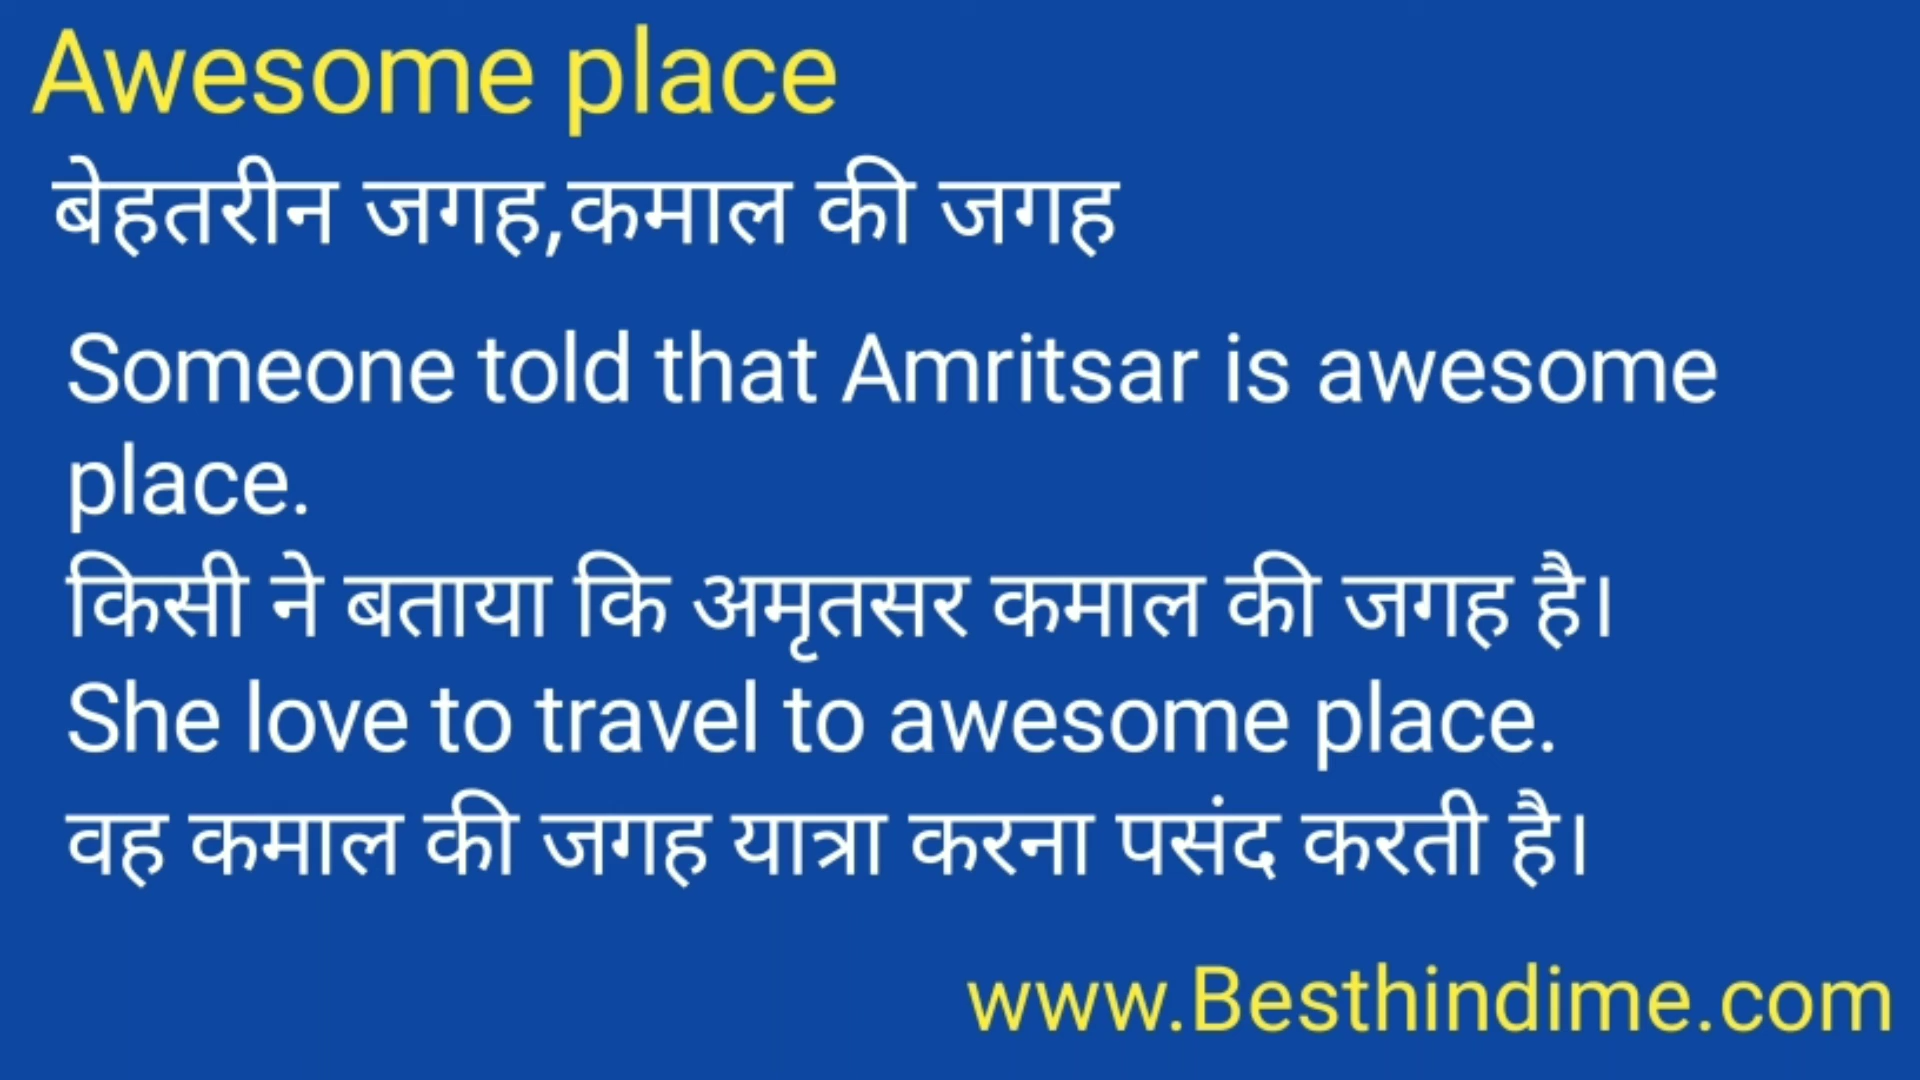 Awesome place
बेहतरीन जगह,कमाल की जगह
Someone told that Amritsar is awesome
place.
किसी ने बताया कि अमृतसर कमाल की जगह है।
She love to travel to awesome place.
वह कमाल की जगह यात्रा करना पसंद करती है।
www.Besthindime.com